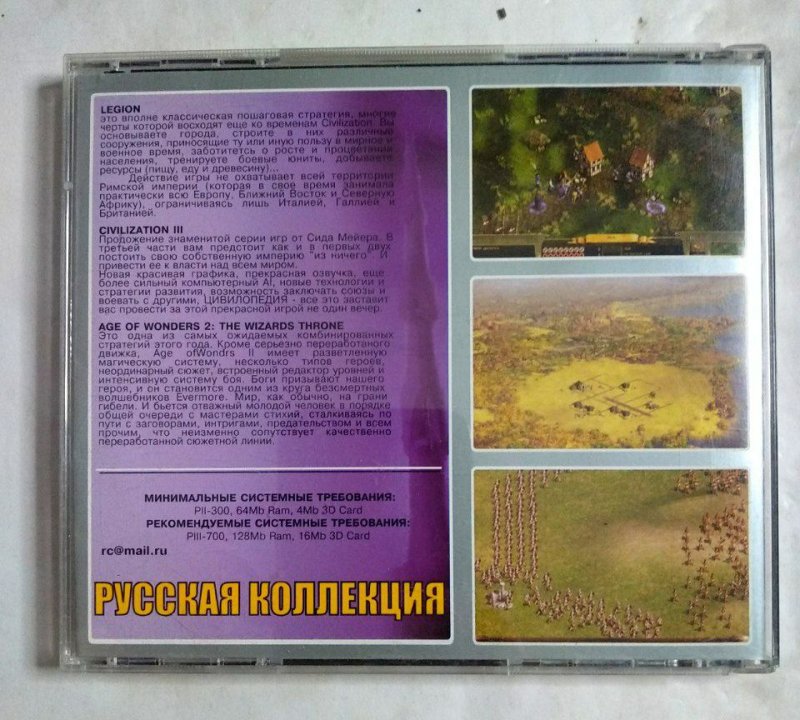 LEGION
это вполне классическая пошаговая стратегия, многие
черты которой восходят еще ко временам Civilization. Вы
основываете города, строите в них различные
сооружения, приносящие ту или иную пользу в мирное и
военное время, заботитетсь о росте и процветании
населения, тренируете боевые юниты, добываете
ресурсы (пищу, еду и древесину)...
Действие игры не охватывает всей территории
Римской империи (которая в свое время занимала
практически всю Европу, Ближний Восток и Северную
Африку), ограничиваясь лишь Италией, Галлией и
Британией.
CIVILIZATION III
Продожение знаменитой серии игр от Сида Мейера. В
третьей части вам предстоит как и в первых двух
постоить свою собственную империю "из ничего". И
привести ее к власти над всем миром.
Новая красивая графика, прекрасная озвучка, еще
более сильный компьютерный AI, новые технологии и
стратегии развития, возможность заключать союзы и
воевать с другими, ЦИВИЛОПЕДИЯ - все это заставит
вас провести за этой прекрасной игрой не один вечер.
AGE OF WONDERS 2: THE WIZARDS THRONE
Это одна из самых ожидаемых комбинированных
стратегий этого года. Кроме серьезно переработаного
движка, Age ofWondrs II имеет разветленную
магическую систему, несколько типов героев,
неординарный сюжет, встроенный редактор уровней и
интенсивную систему боя. Боги призывают нашего
героя, и он становится одним из круга безсмертных
волшебников Evermore. Мир, как обычно, на грани
гибели. И бьется отважный молодой человек в порядке
общей очереди с мастерами стихий, сталкиваясь по
пути с заговорами, интригами, предательством и всем
прочим, что неизменно сопутствует качественно
переработанной сюжетной линии.
МИНИМАЛЬНЫЕ СИСТЕМНЫЕ ТРЕБОВАНИЯ:
PII-300, 64Mb Ram, 4Mb 3D Card
РЕКОМЕНДУЕМЫЕ СИСТЕМНЫЕ ТРЕБОВАНИЯ:
PIII-700, 128Mb Ram, 16Mb 3D Card
rc@mail.ru
РУССКАЯ КОЛЛЕКЦИЯ